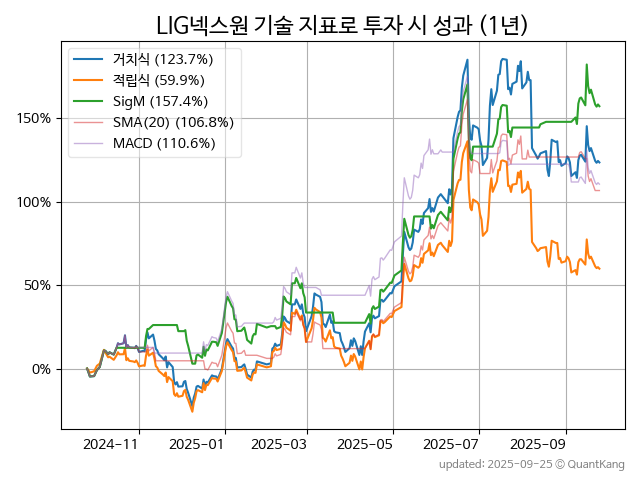 LIG넥스원 기술 지표로 투자 시 성과 (1년)
거치식 (123.7%)
적립식 (59.9%)
SigM (157.4%)
SMA(20) (106.8%)
MACD (110.6%)
150%
100%
50%
0%
2024-11 2025-01 2025-03 2025-05 2025-07 2025-09
updated: 2025-09-25 © QuantKang